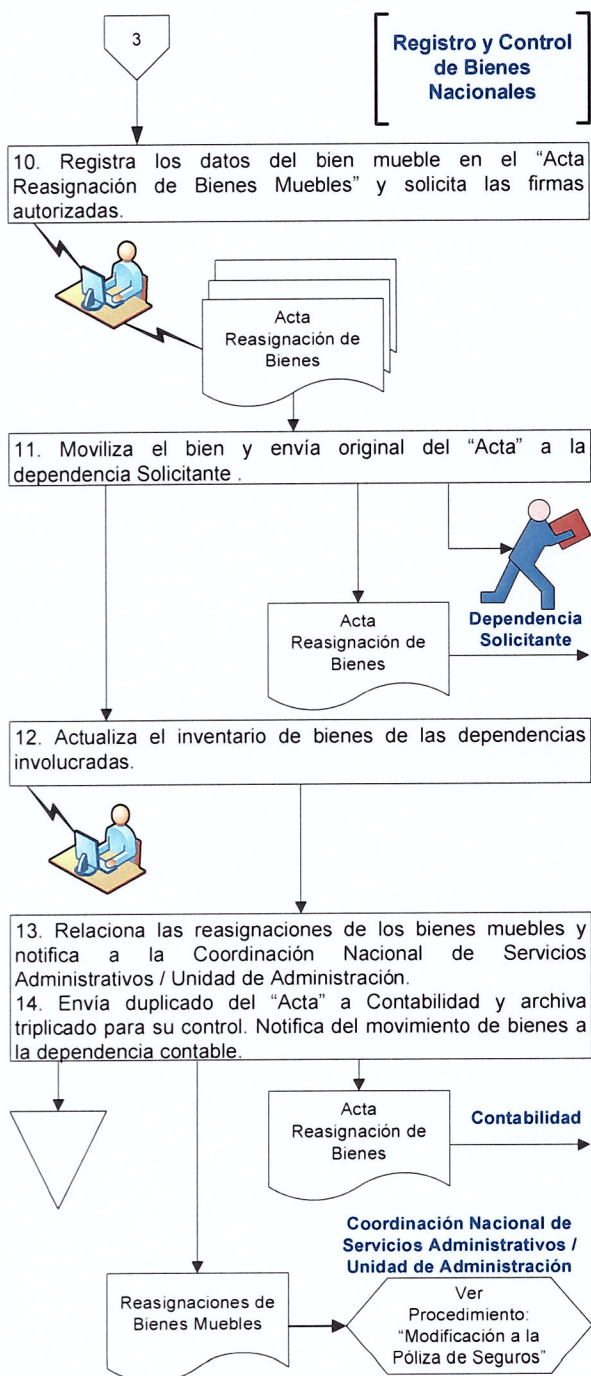 3
Registro y Control
de Bienes
Nacionales
10. Registra los datos del bien mueble en el “Acta
Reasignación de Bienes Muebles” y solicita las firmas
autorizadas.
Acta
Reasignación de
Bienes
11. Moviliza el bien y envía original del “Acta” a la
dependencia Solicitante .
Dependencia
Solicitante
Acta
Reasignación de
Bienes
12. Actualiza el inventario de bienes de las dependencias
involucradas.
13. Relaciona las reasignaciones de los bienes muebles y
notifica a la Coordinación Nacional de Servicios
Administrativos / Unidad de Administración.
14. Envía duplicado del “Acta” a Contabilidad y archiva
triplicado para su control. Notifica del movimiento de bienes a
la dependencia contable.
Acta
Reasignación de
Bienes
Contabilidad
Coordinación Nacional de
Servicios Administrativos /
Unidad de Administración
Reasignaciones de
Bienes Muebles
Ver
Procedimiento:
“Modificación a la
Póliza de Seguros”